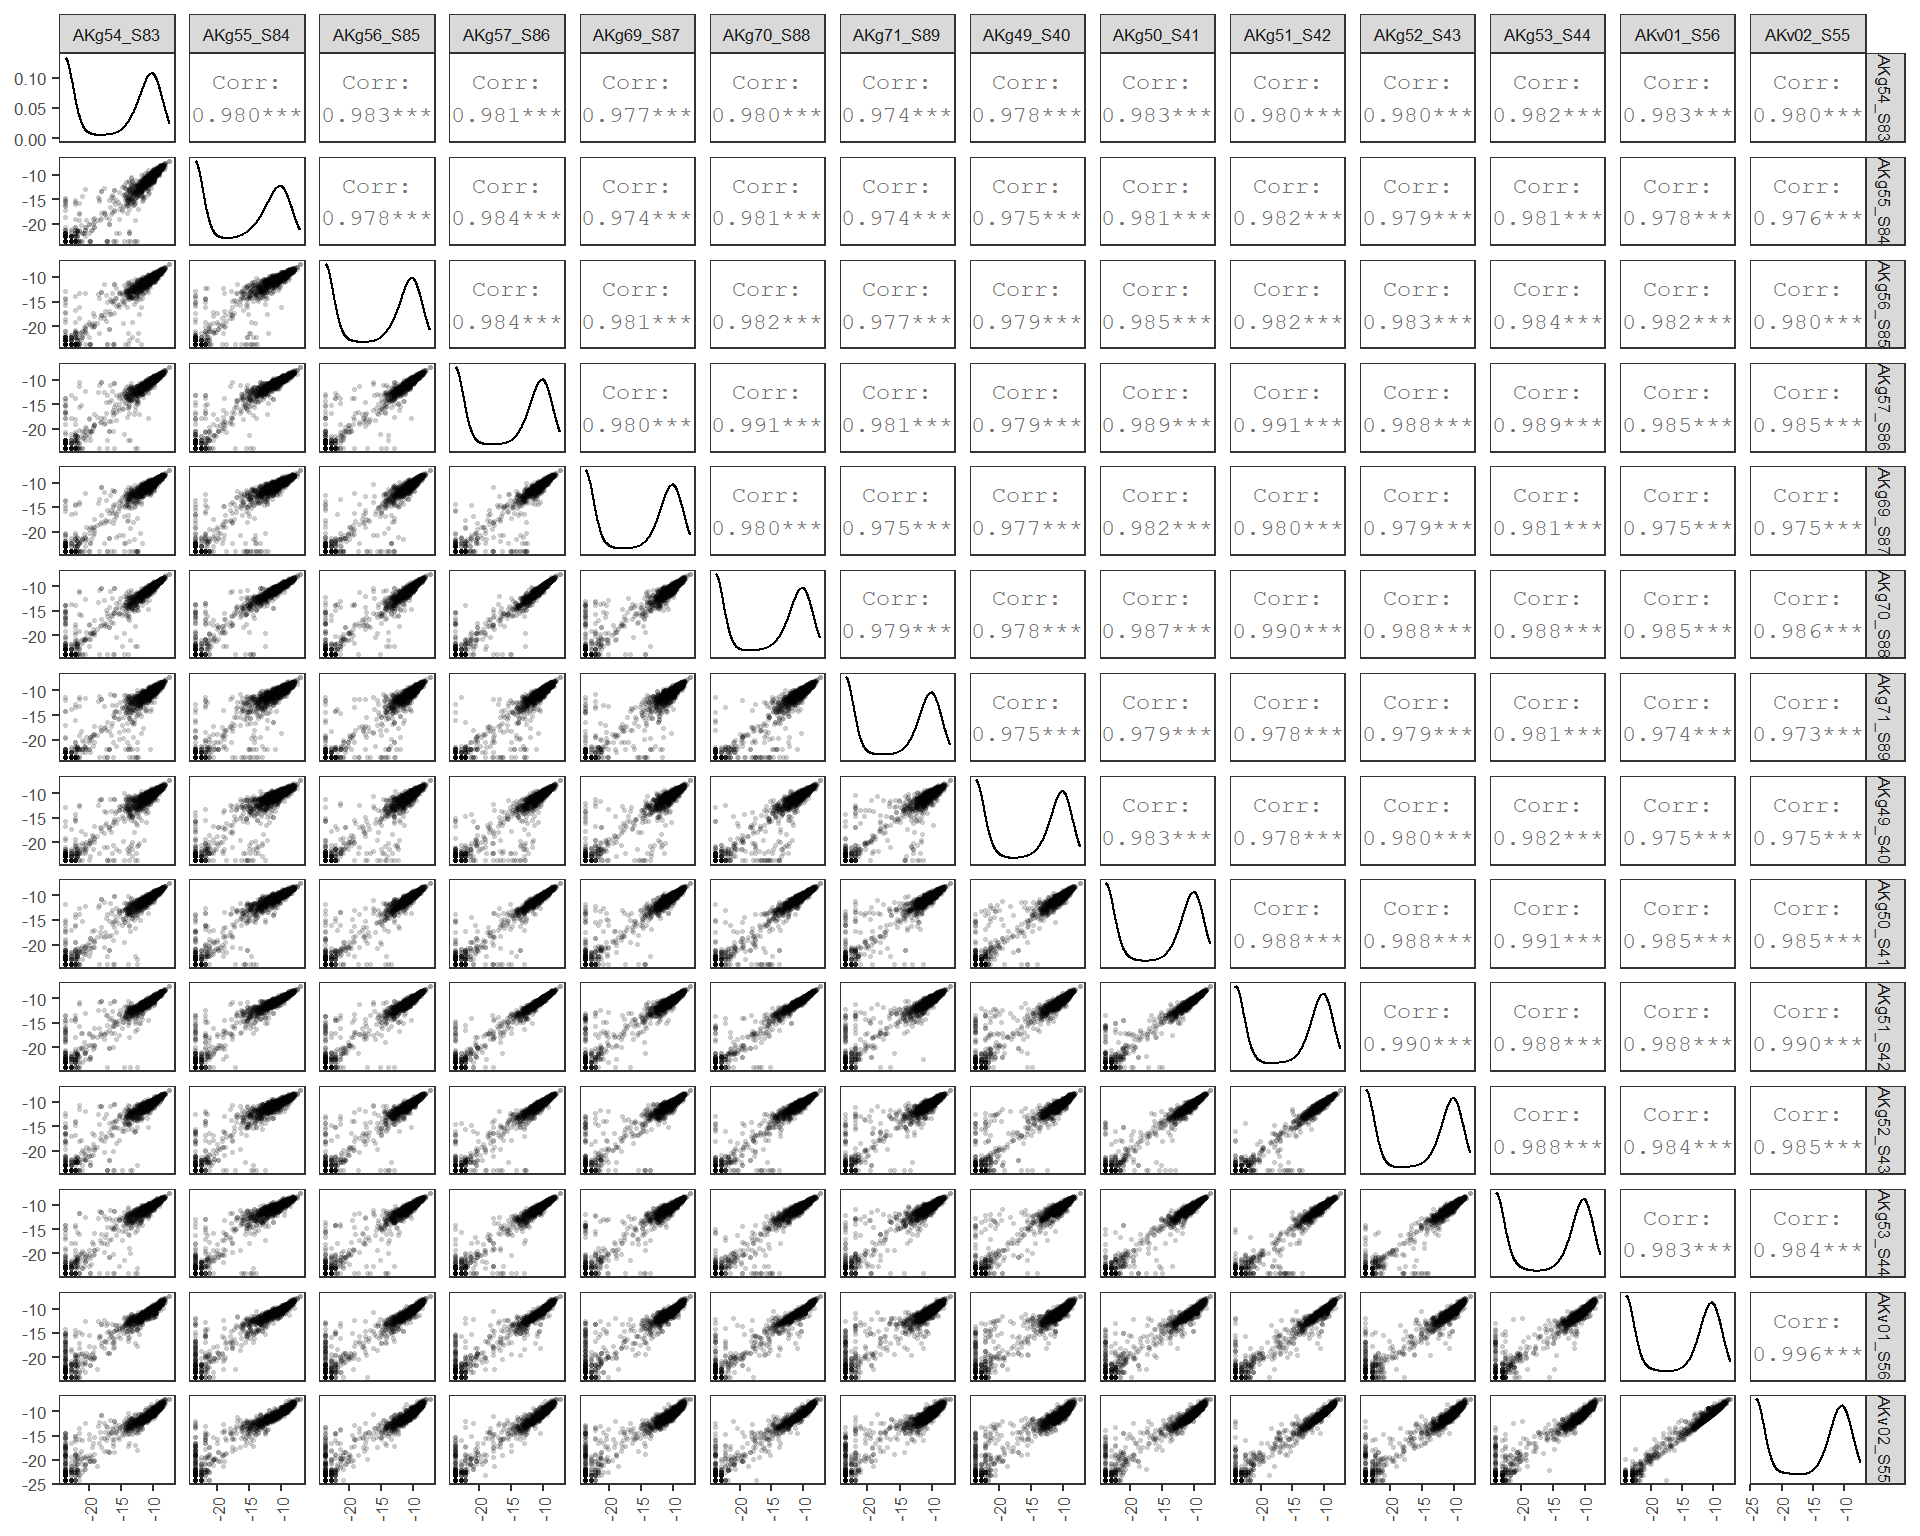 AKg54_S83 AKg55_S84 AKg56_S85 AKg57_S86 AKg69_S87 AKg70_S88 AKg71_S89 AKg49_S40 AKg50_S41 AKg51_S42 AKg52_S43 AKg53_S44 AKv01_S56 AKv02_S55
0.10 Corr: Corr: Corr: Corr: Corr: Corr: Corr: Corr: Corr: Corr: Corr: Corr: Corr: AKg54_S83
0.05 0.980*** 0.983*** 0.981*** 0.977*** 0.980*** 0.974*** 0.978*** 0.983*** 0.980*** 0.980*** 0.982*** 0.983*** 0.980***
0.00
-10 Corr: Corr: Corr: Corr: Corr: Corr: Corr: Corr: Corr: Corr: Corr: Corr: AKg55_S84
-15 0.978*** 0.984*** 0.974*** 0.981*** 0.974*** 0.975*** 0.981*** 0.982*** 0.979*** 0.981*** 0.978*** 0.976***
-20
-10 Corr: Corr: Corr: Corr: Corr: Corr: Corr: Corr: Corr: Corr: Corr: AKg56_S85
-15 0.984*** 0.981*** 0.982*** 0.977*** 0.979*** 0.985*** 0.982*** 0.983*** 0.984*** 0.982*** 0.980***
-20
-10 Corr: Corr: Corr: Corr: Corr: Corr: Corr: Corr: Corr: Corr: AKg57_S86
-15 0.980*** 0.991*** 0.981*** 0.979*** 0.989*** 0.991*** 0.988*** 0.989*** 0.985*** 0.985***
-20
-10 Corr: Corr: Corr: Corr: Corr: Corr: Corr: Corr: Corr: AKg69_S87
-15 0.980*** 0.975*** 0.977*** 0.982*** 0.980*** 0.979*** 0.981*** 0.975*** 0.975***
-20
-10 Corr: Corr: Corr: Corr: Corr: Corr: Corr: Corr: AKg70_S88
-15 0.979*** 0.978*** 0.987*** 0.990*** 0.988*** 0.988*** 0.985*** 0.986***
-20
-10 Corr: Corr: Corr: Corr: Corr: Corr: Corr: AKg71_S89
-15 0.975*** 0.979*** 0.978*** 0.979*** 0.981*** 0.974*** 0.973***
-20
-10 Corr: Corr: Corr: Corr: Corr: Corr: AKg49_S40
-15 0.983*** 0.978*** 0.980*** 0.982*** 0.975*** 0.975***
-20
-10 Corr: Corr: Corr: Corr: Corr: AKg50_S41
-15 0.988*** 0.988*** 0.991*** 0.985*** 0.985***
-20
-10 Corr: Corr: Corr: Corr: AKg51_S42
-15 0.990*** 0.988*** 0.988*** 0.990***
-20
-10 Corr: Corr: Corr: AKg52_S43
-15 0.988*** 0.984*** 0.985***
-20
-10 Corr: Corr: AKg53_S44
-15 0.983*** 0.984***
-20
-10 Corr: AKv01_S56
-15 0.996***
-20
-10 AKv02_S55
-15
-20
-25
-20 -15 -10 -20 -15 -10 -20 -15 -10 -20 -15 -10 -20 -15 -10 -20 -15 -10 -20 -15 -10 -20 -15 -10 -20 -15 -10 -20 -15 -10 -20 -15 -10 -20 -15 -10 -20 -15 -10 -25 -20 -15 -10